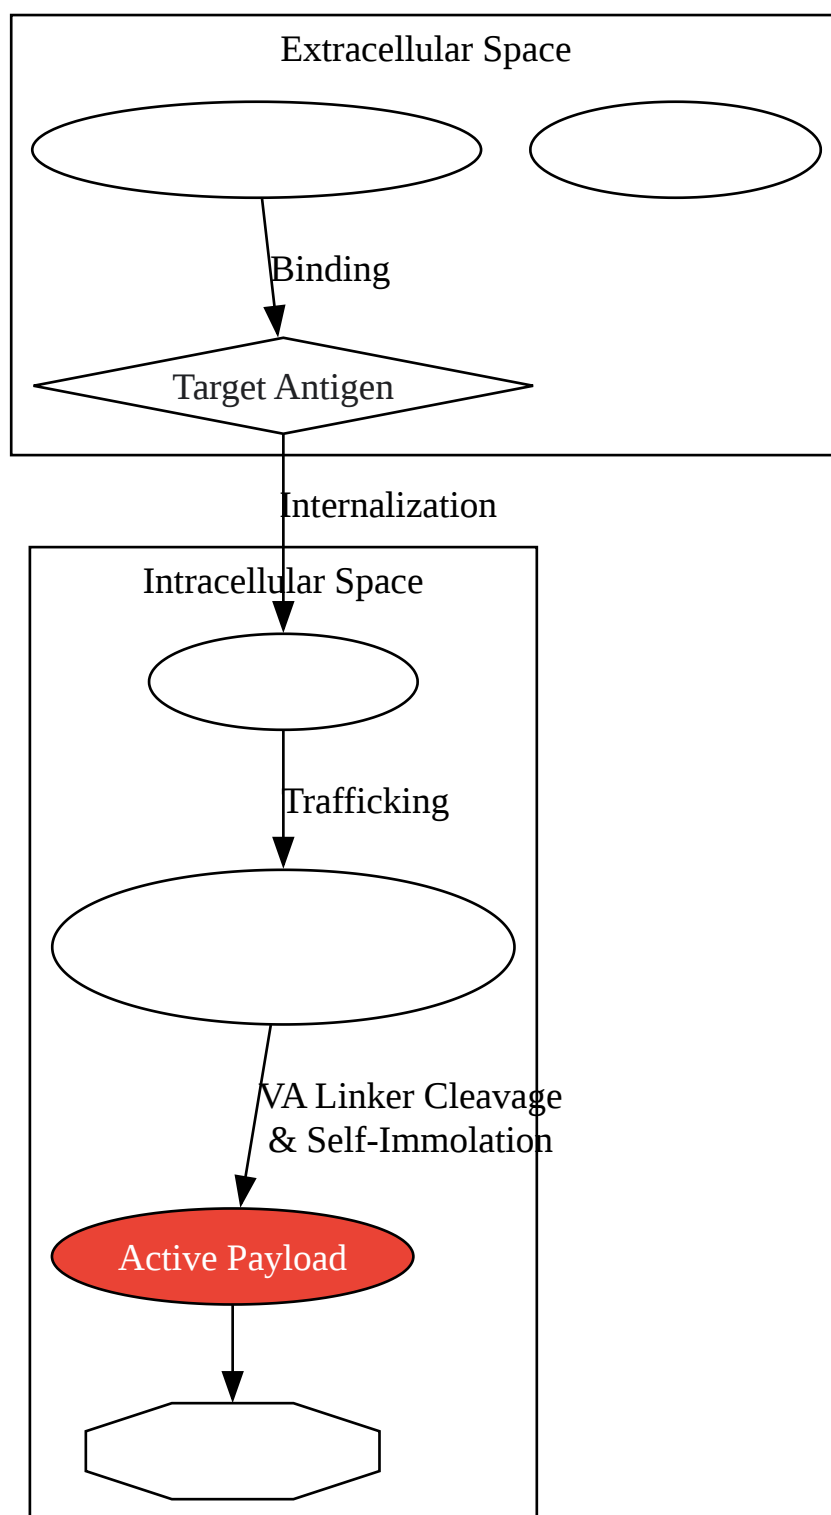 Extracellular Space
Binding
Target Antigen
Internalization
Intracellular Space
Trafficking
VA Linker Cleavage
& Self-Immolation
Active Payload